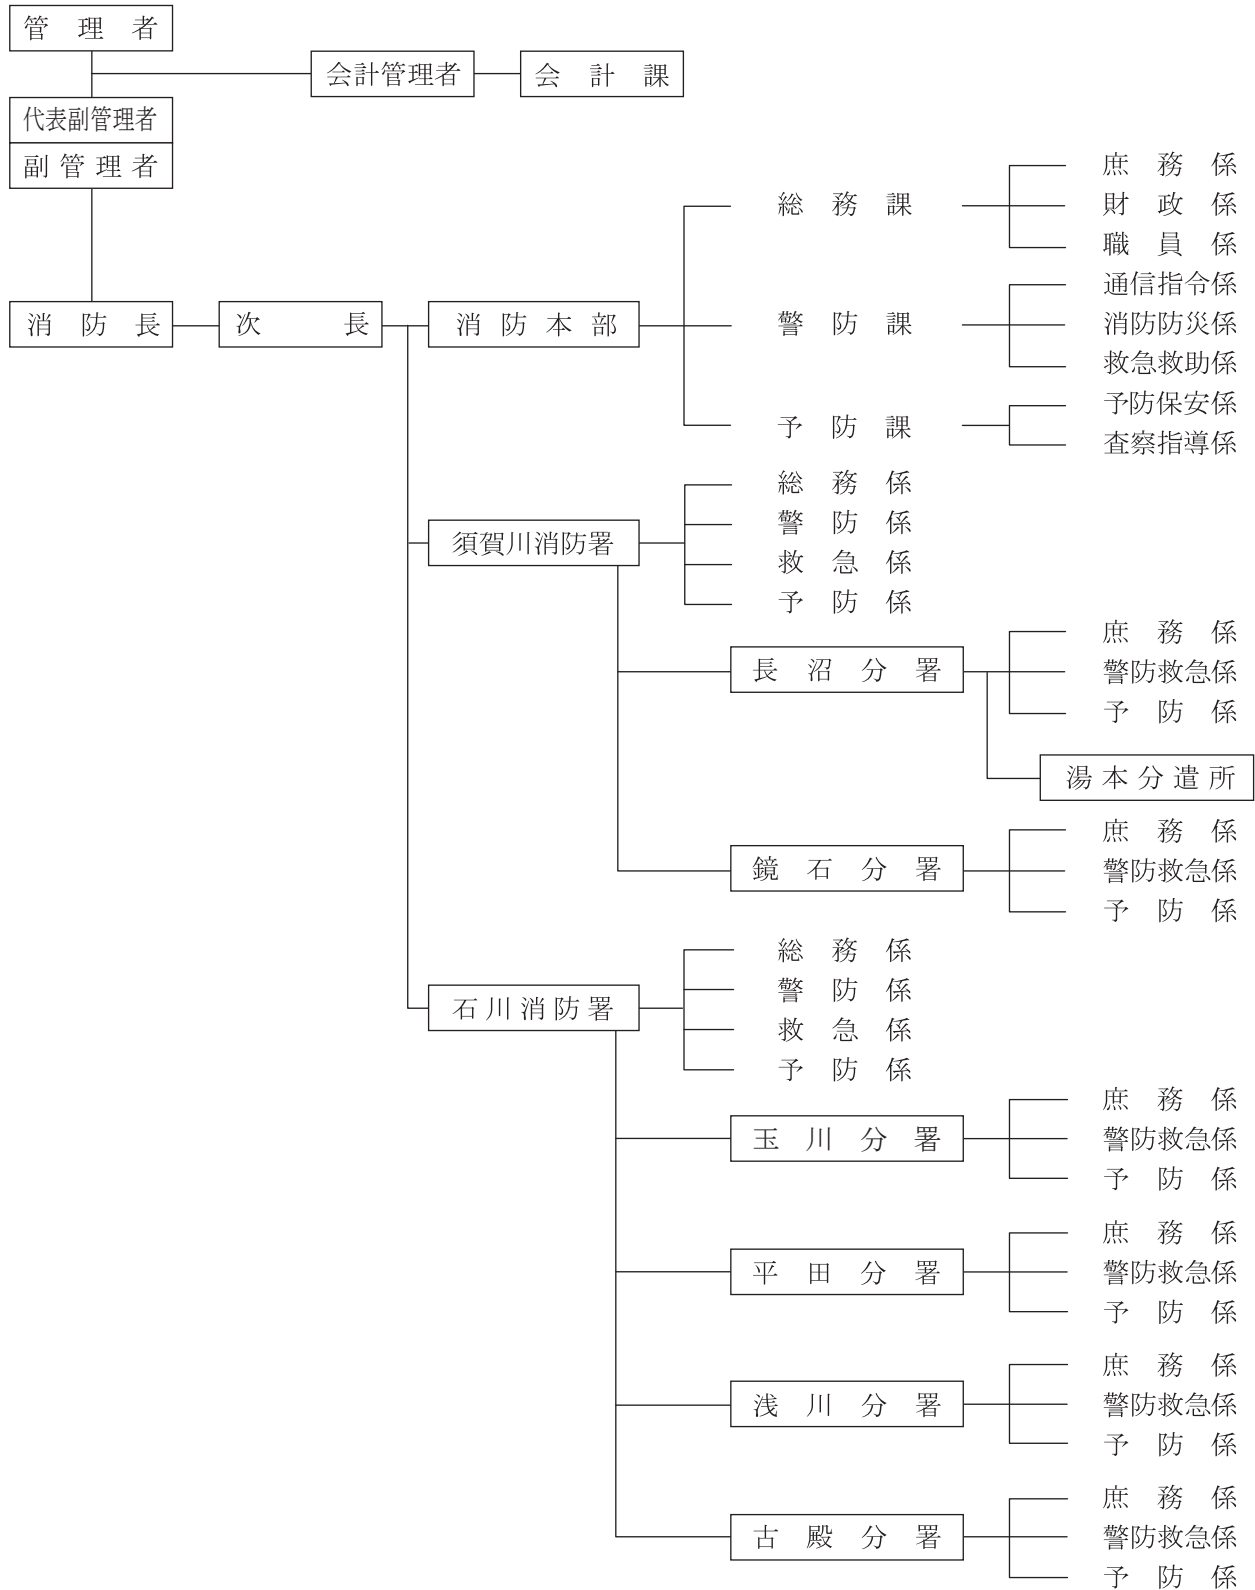 管理者
会計管理者
会計課
代表副管理者
副管理者
消防長
次長
消防本部
総務課
庶務係
財政係
職員係
警防課
通信指令係
消防防災係
救急救助係
予防課
予防保安係
査察指導係
須賀川消防署
総務係
警防係
救急係
予防係
長沼分署
庶務係
警防救急係
予防係
湯本分遣所
鏡石分署
庶務係
警防救急係
予防係
石川消防署
総務係
警防係
救急係
予防係
玉川分署
庶務係
警防救急係
予防係
平田分署
庶務係
警防救急係
予防係
浅川分署
庶務係
警防救急係
予防係
古殿分署
庶務係
警防救急係
予防係